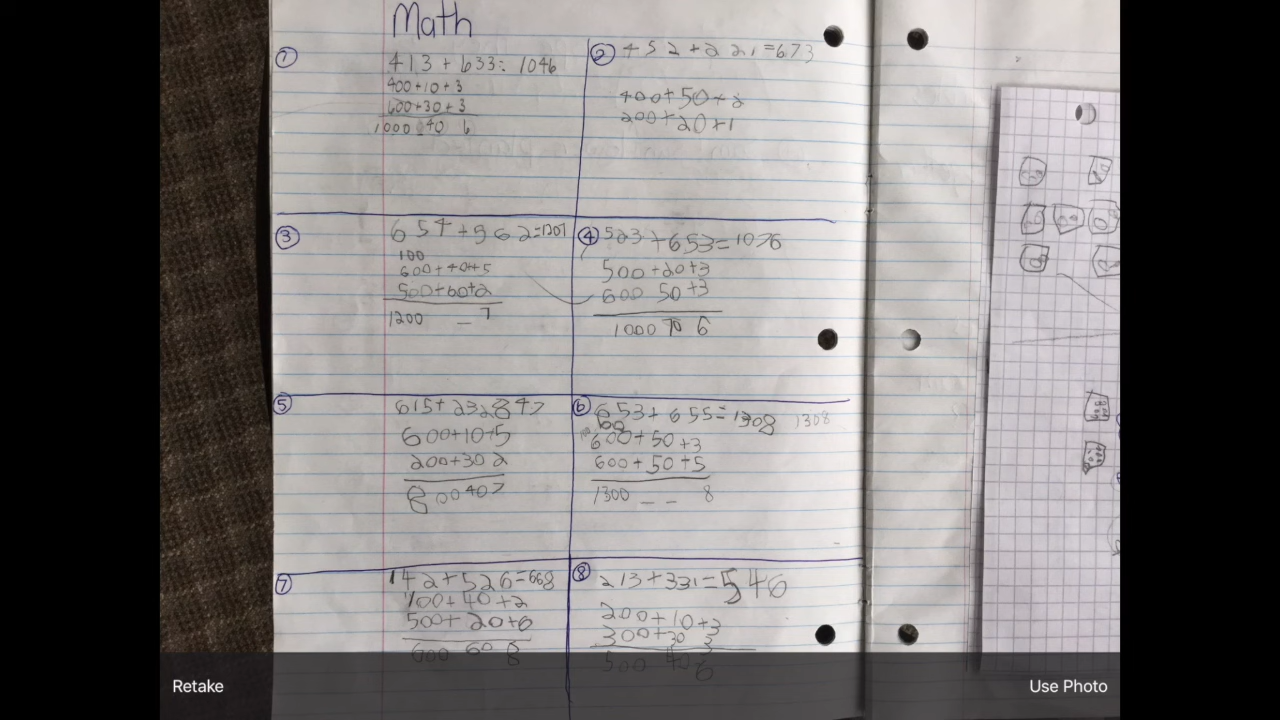 Math
① 413 + 633 = 1046
400+10+3
600+30+3
1000 40 6
② 452+221=673
400+50+2
200+20+1
③ 654+562=1207
100
600+40+5
500+60+2
1200 _ 7
④ 523+653=1076
500+20+3
600 50+3
1000 70 6
⑤ 615+232 847
600+10+5
200+30 2
800 40 7
⑥ 653+655=1308 1308
600+50+3
600+50+5
1300 _ _ 8
⑦ 142+526=668
100+40+2
500+20+6
600 60 8
⑧ 213+331=546
200+10+3
300+30 3
500 40 6
Retake
Use Photo